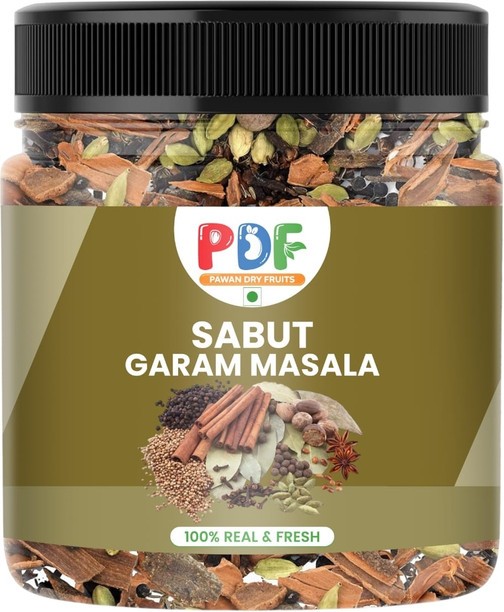 PDF
PAWAN DRY FRUITS
SABUT
GARAM MASALA
100% REAL & FRESH